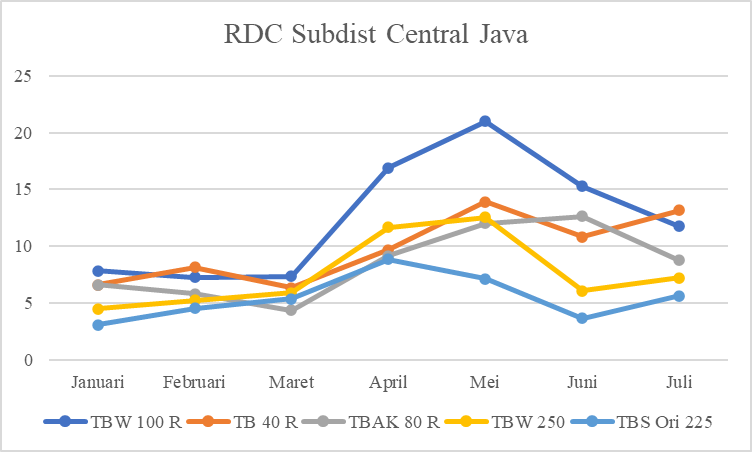 RDC Subdist Central Java
25
20
15
10
5
0
Januari Februari Maret April Mei Juni Juli
TBW 100 R TB 40 R TBAK 80 R TBW 250 TBS Ori 225